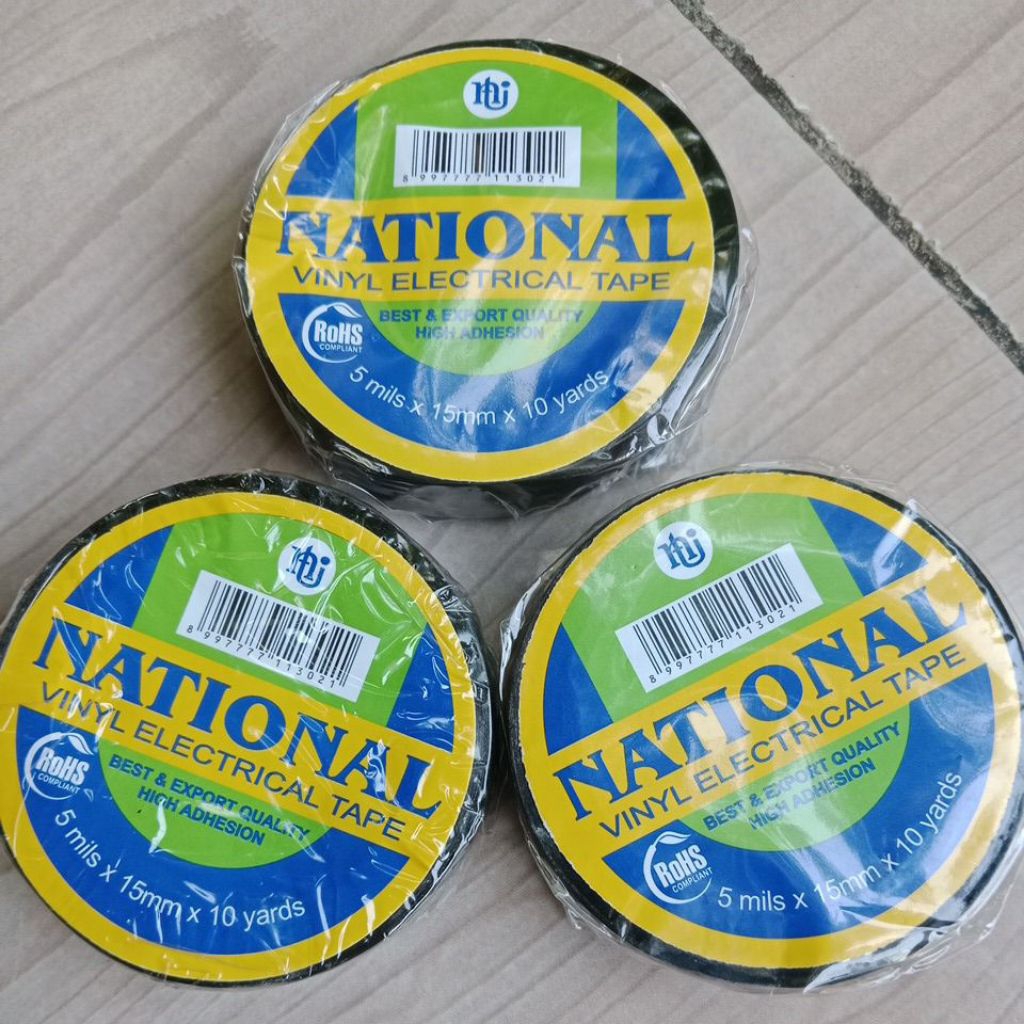 8 997777 113021
NATIONAL
VINYL ELECTRICAL TAPE
BEST & EXPORT QUALITY
HIGH ADHESION
RoHS
COMPLIANT
5 mils x 15mm x 10 yards
8 997777 113021
NATIONAL
VINYL ELECTRICAL TAPE
BEST & EXPORT QUALITY
HIGH ADHESION
RoHS
COMPLIANT
5 mils x 15mm x 10 yards
8 997777 113021
NATIONAL
VINYL ELECTRICAL TAPE
BEST & EXPORT QUALITY
HIGH ADHESION
RoHS
COMPLIANT
5 mils x 15mm x 10 yards